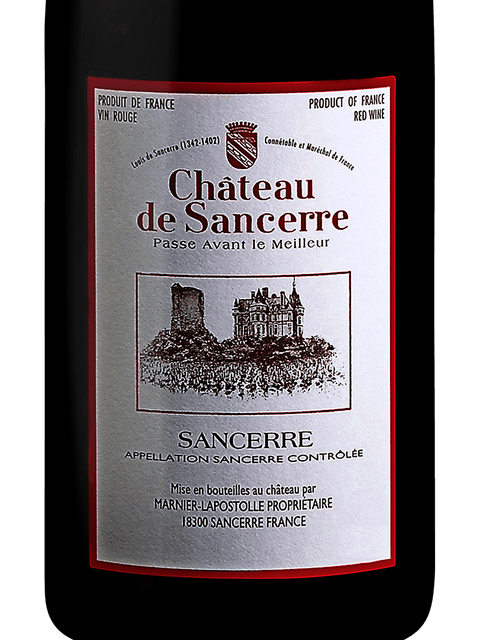 PRODUIT DE FRANCE
VIN ROUGE
PRODUCT OF FRANCE
RED WINE
Louis de Sancerre (1342-1402)
Connétable et Maréchal de France
Château
de Sancerre
Passe Avant le Meilleur
SANCERRE
APPELLATION SANCERRE CONTRÔLÉE
Mise en bouteilles au château par
MARNIER-LAPOSTOLLE PROPRIÉTAIRE
18300 SANCERRE FRANCE